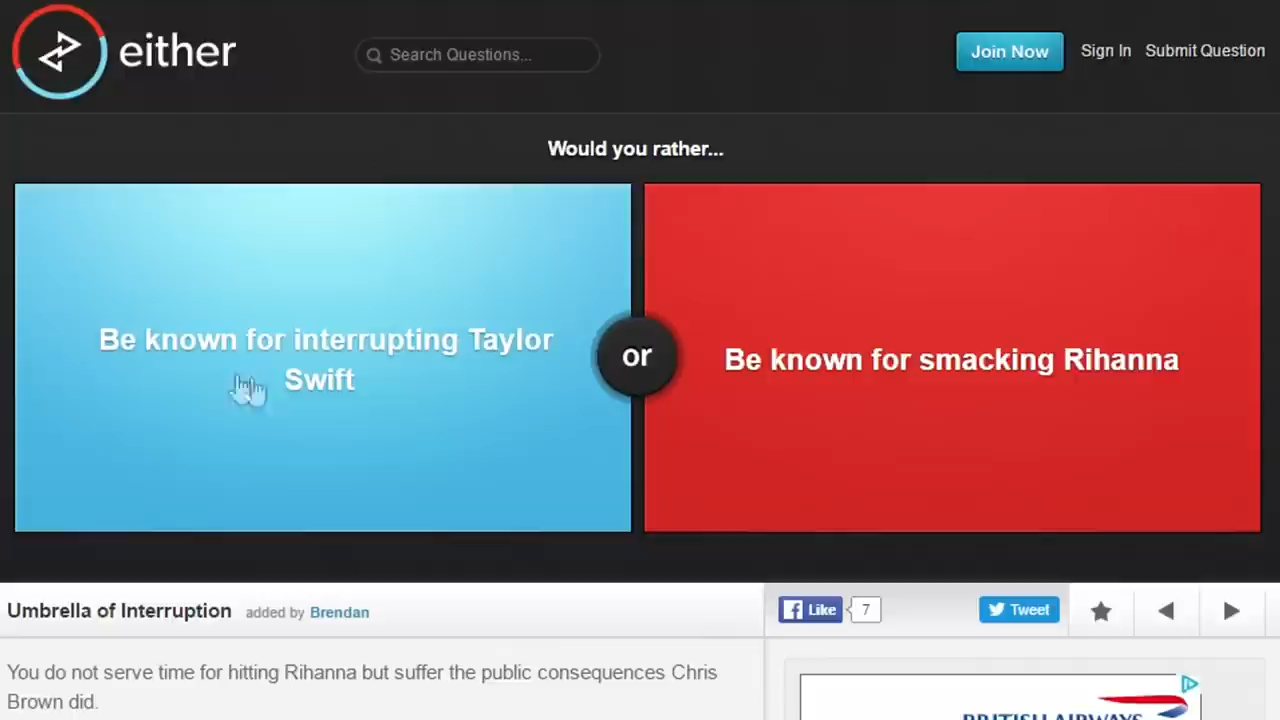 either
Search Questions...
Join Now
Sign In
Submit Question
Would you rather...
Be known for interrupting Taylor
Swift
or
Be known for smacking Rihanna
Umbrella of Interruption
added by Brendan
Like
7
Tweet
You do not serve time for hitting Rihanna but suffer the public consequences Chris
Brown did.
BRITISH AIRWAYS